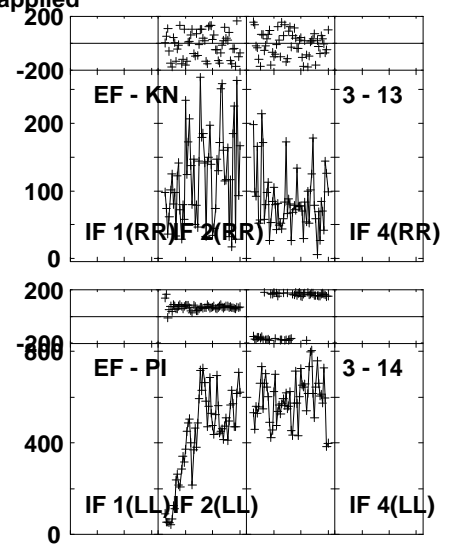 applied
200
-200
EF - KN 3 - 13
200
100
IF 1(RR) IF 2(RR) IF 4(RR)
0
200
-200
800
EF - PI 3 - 14
400
IF 1(LL) IF 2(LL) IF 4(LL)
0